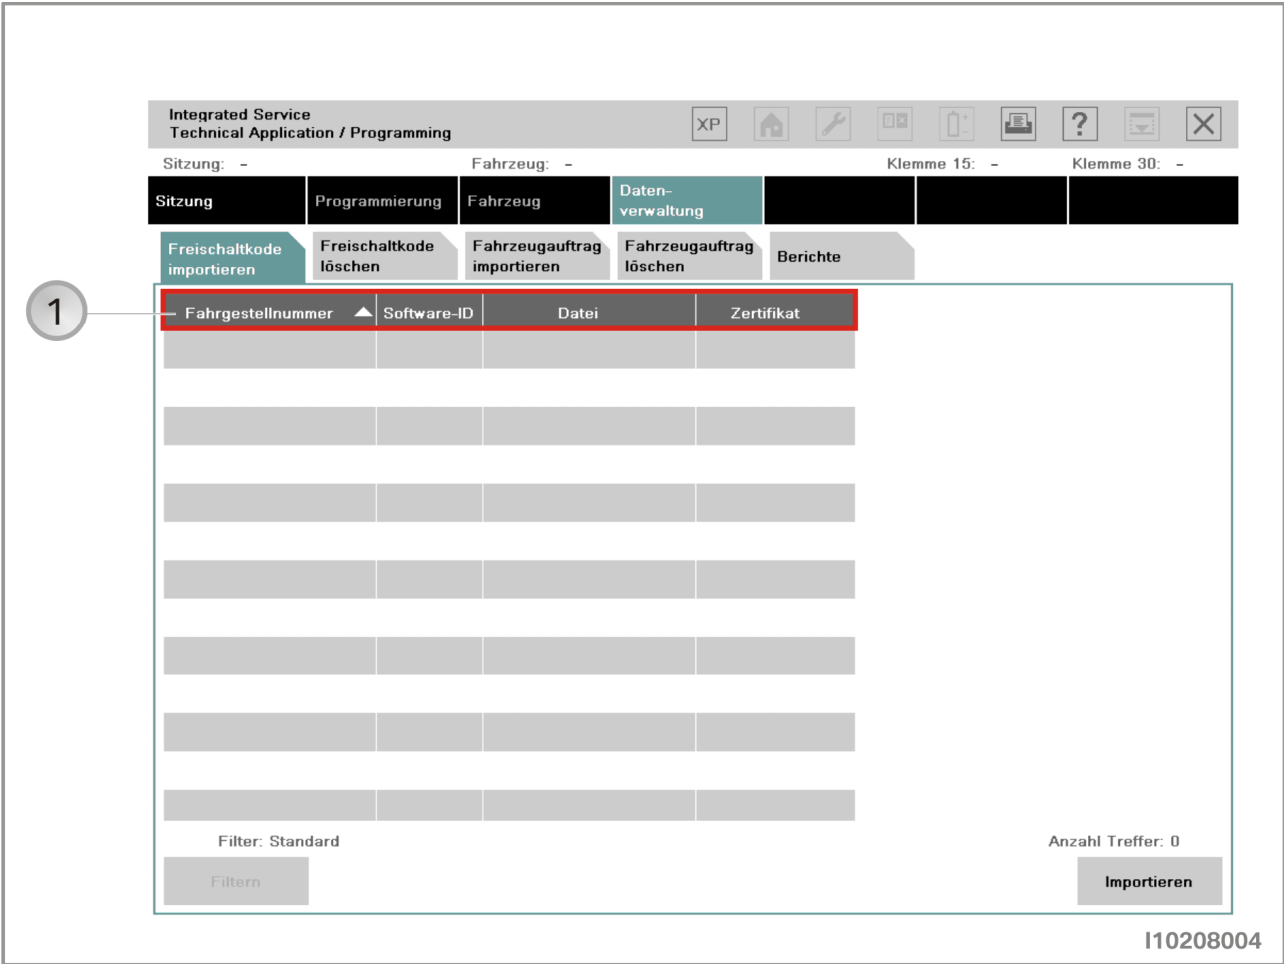 Integrated Service
Technical Application / Programming
XP
?
Sitzung: -
Fahrzeug: -
Klemme 15: -
Klemme 30: -
Sitzung
Programmierung
Fahrzeug
Daten-
verwaltung
Freischaltkode
importieren
Freischaltkode
löschen
Fahrzeugauftrag
importieren
Fahrzeugauftrag
löschen
Berichte
1
Fahrgestellnummer
Software-ID
Datei
Zertifikat
Filter: Standard
Anzahl Treffer: 0
Filtern
Importieren
I10208004